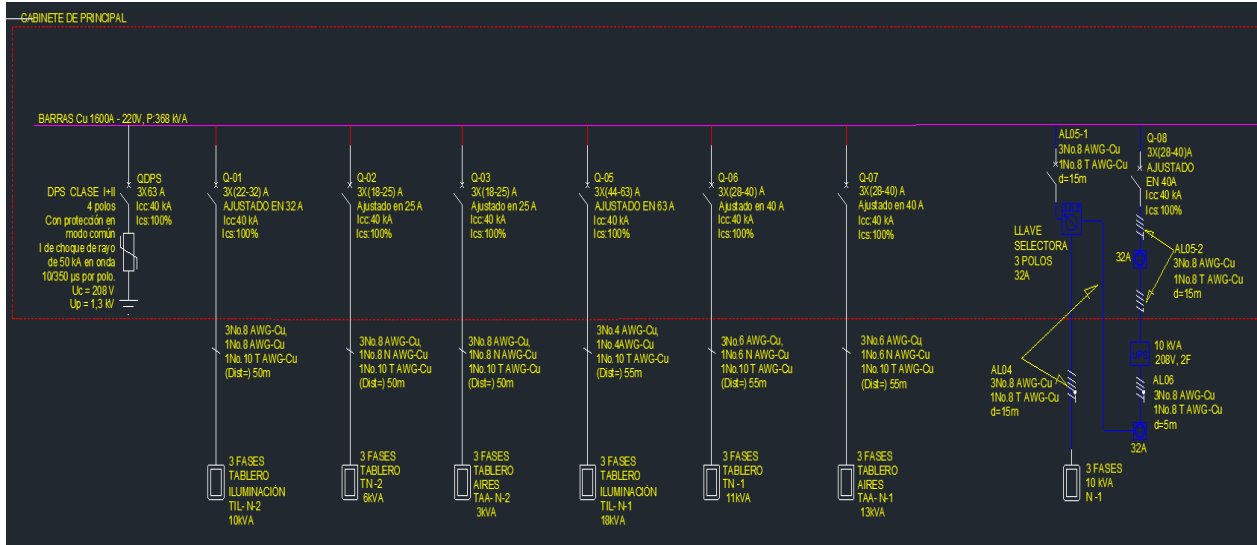 GABINETE DE PRINCIPAL
BARRAS Cu 1600A - 220V, P:368 kVA
QDPS
3X63 A
Icc:40 kA
Ics:100%
DPS CLASE I+II
4 polos
Con protección en
modo común
I de choque de rayo
de 50 kA en onda
10/350 µs por polo.
Uc = 208 V
Up = 1,3 kV
Q-01
3X(22-32) A
AJUSTADO EN 32 A
Icc:40 kA
Ics:100%
Q-02
3X(18-25) A
Ajustado en 25 A
Icc:40 kA
Ics:100%
Q-03
3X(18-25) A
Ajustado en 25 A
Icc:40 kA
Ics:100%
Q-05
3X(44-63) A
AJUSTADO EN 63 A
Icc:40 kA
Ics:100%
Q-06
3X(28-40) A
Ajustado en 40 A
Icc:40 kA
Ics:100%
Q-07
3X(28-40) A
Ajustado en 40 A
Icc:40 kA
Ics:100%
AL05-1
3No.8 AWG-Cu
1No.8 T AWG-Cu
d=15m
Q-08
3X(28-40)A
AJUSTADO
EN 40A
Icc:40 kA
Ics:100%
LLAVE
SELECTORA
3 POLOS
32A
32A
AL05-2
3No.8 AWG-Cu
1No.8 T AWG-Cu
d=15m
3No.8 AWG-Cu,
1No.8 AWG-Cu,
1No.10 T AWG-Cu
(Dist=) 50m
3No.8 AWG-Cu,
1No.8 N AWG-Cu
1No.10 T AWG-Cu
(Dist=) 50m
3No.8 AWG-Cu,
1No.8 N AWG-Cu
1No.10 T AWG-Cu
(Dist=) 50m
3No.4 AWG-Cu,
1No.4AWG-Cu
1No.10 T AWG-Cu
(Dist=) 55m
3No.6 AWG-Cu,
1No.6 N AWG-Cu
1No.10 T AWG-Cu
(Dist=) 55m
3No.6 AWG-Cu,
1No.6 N AWG-Cu
1No.10 T AWG-Cu
(Dist=) 55m
AL04
3No.8 AWG-Cu
1No.8 T AWG-Cu
d=15m
10 kVA
208V, 2F
AL06
3No.8 AWG-Cu
1No.8 T AWG-Cu
d=5m
32A
3 FASES
TABLERO
ILUMINACIÓN
TIL- N-2
10kVA
3 FASES
TABLERO
TN -2
6kVA
3 FASES
TABLERO
AIRES
TAA- N-2
3kVA
3 FASES
TABLERO
ILUMINACIÓN
TIL- N-1
18kVA
3 FASES
TABLERO
TN -1
11kVA
3 FASES
TABLERO
AIRES
TAA- N-1
13kVA
3 FASES
10 kVA
N -1